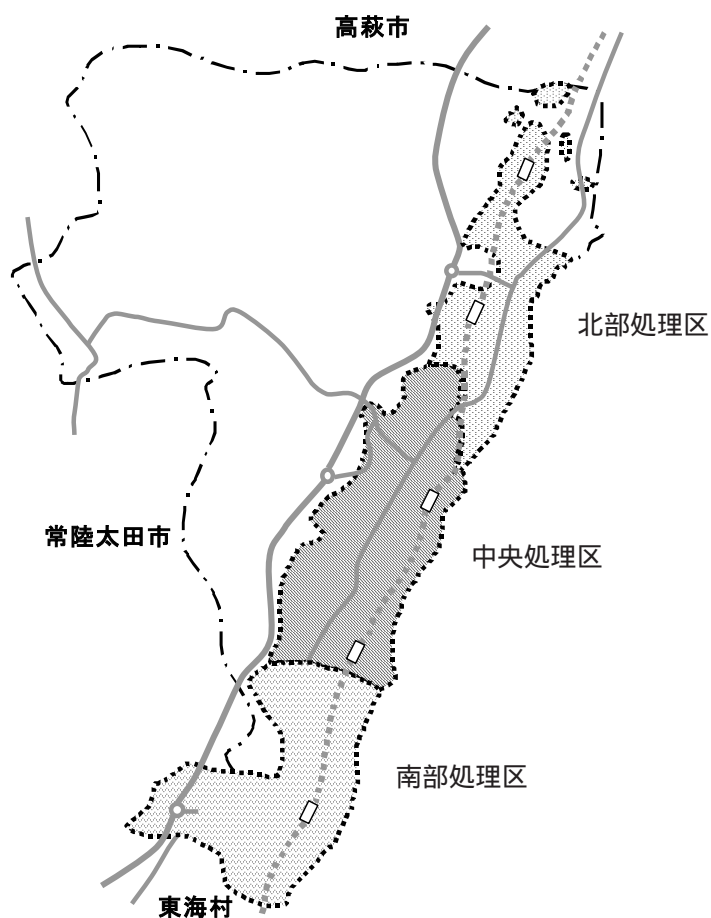 高萩市
北部処理区
常陸太田市
中央処理区
南部処理区
東海村